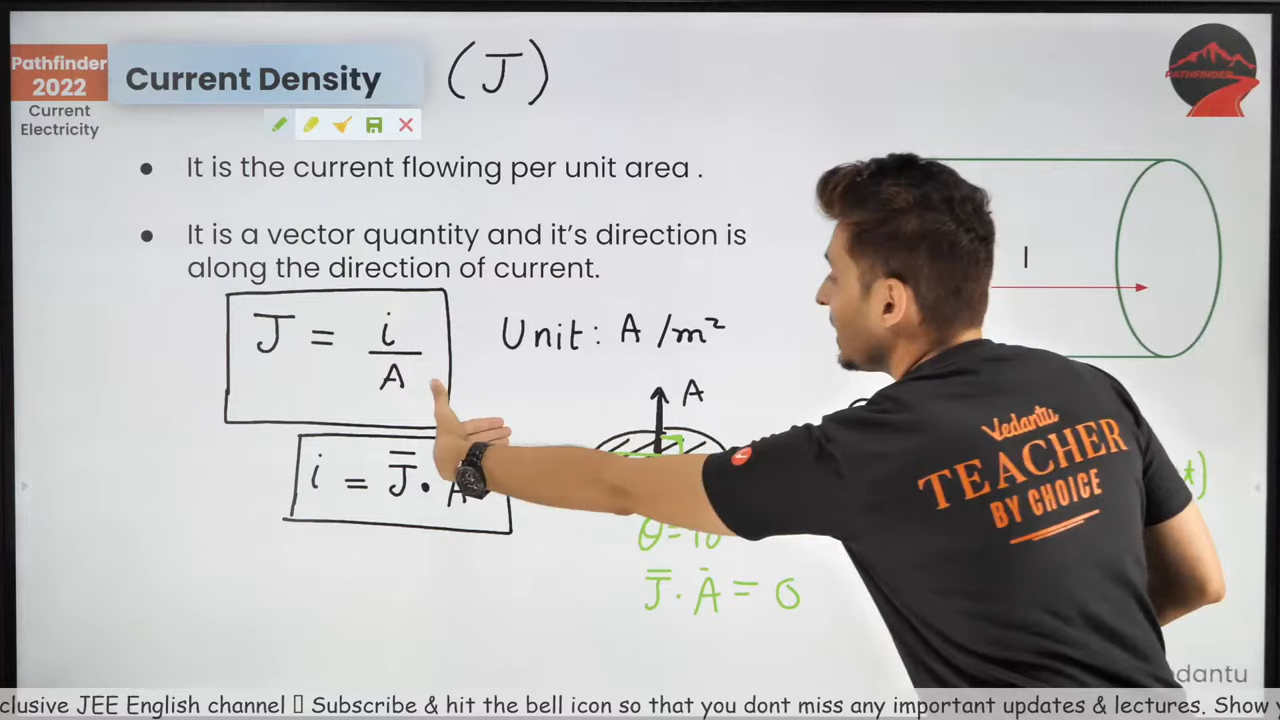 Pathfinder
2022
Current
Electricity
Current Density
(J)
PATHFINDER
• It is the current flowing per unit area .
• It is a vector quantity and it's direction is
along the direction of current.
I
J = i/A
Unit: A/m²
A
i = J̅ · A
θ=
J̅ · A̅ = 0
Vedantu
TEACHER
BY CHOICE
clusive JEE English channel Subscribe & hit the bell icon so that you dont miss any important updates & lectures. Show